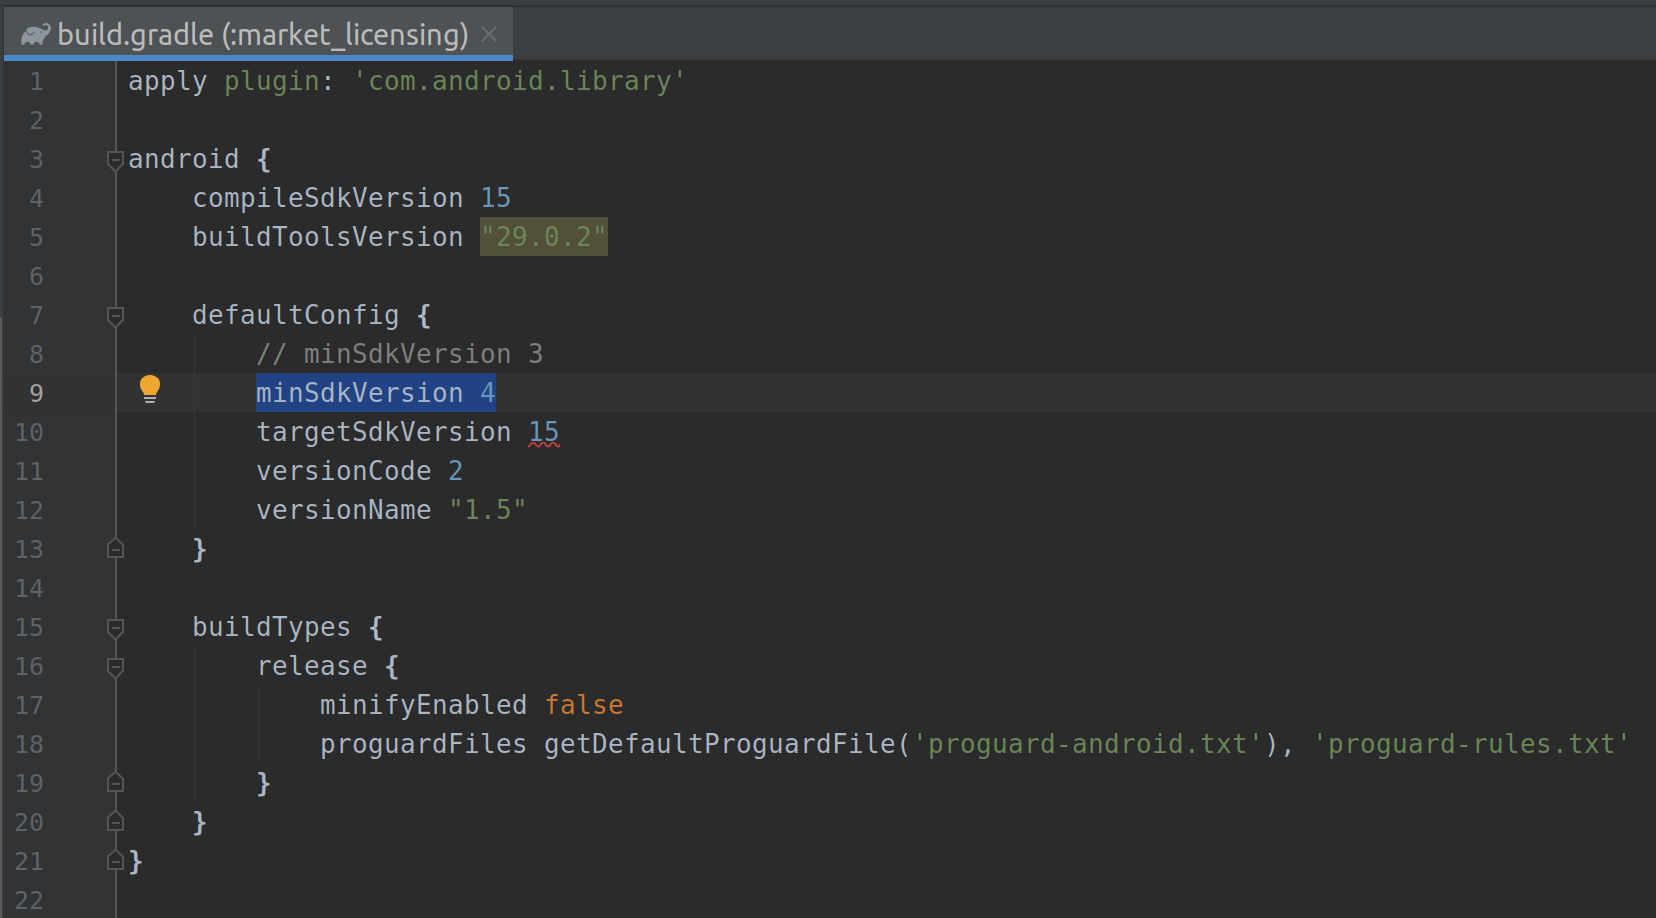 build.gradle (:market_licensing)
1 apply plugin: 'com.android.library'
2
3 android {
4 compileSdkVersion 15
5 buildToolsVersion "29.0.2"
6
7 defaultConfig {
8 // minSdkVersion 3
9 minSdkVersion 4
10 targetSdkVersion 15
11 versionCode 2
12 versionName "1.5"
13 }
14
15 buildTypes {
16 release {
17 minifyEnabled false
18 proguardFiles getDefaultProguardFile('proguard-android.txt'), 'proguard-rules.txt'
19 }
20 }
21 }
22